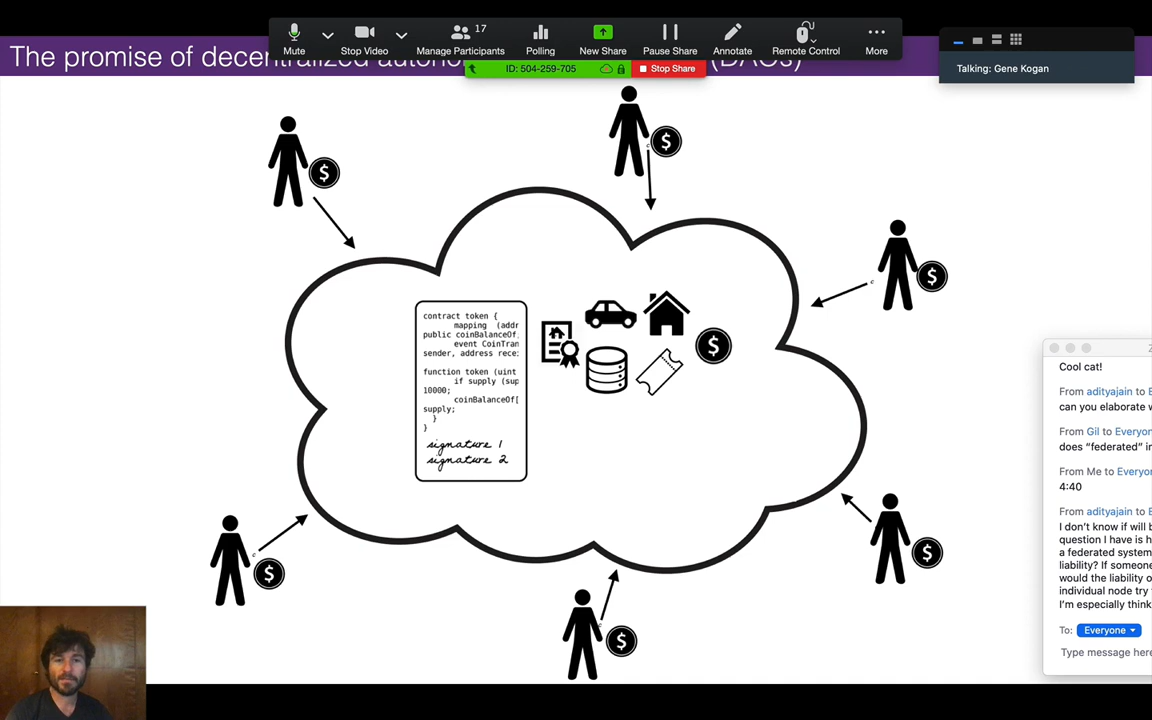 17
Mute
Stop Video
Manage Participants
Polling
New Share
Pause Share
Annotate
Remote Control
More
ID: 504-259-705
Stop Share
Talking: Gene Kogan
The promise of decentralized (DAOs)
$
$
$
$
$
$
$
contract token {
mapping (addr
public coinBalanceOf
event CoinTran
sender, address rece
function token (uint
if supply (sup
10000;
coinBalanceOf[
supply;
}
}
signature 1
signature 2
Cool cat!
From adityajain to
can you elaborate
From Gil to Everyon
does “federated” in
From Me to Everyo
4:40
From adityajain to
I don’t know if will b
question I have is h
a federated system
liability? If someone
would the liability o
individual node try
I’m especially think
To: Everyone
Type message here